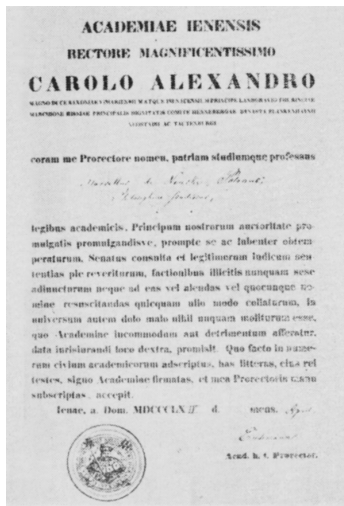 ACADEMIAE IENENSIS
RECTORE MAGNIFICENTISSIMO
CAROLO ALEXANDRO
coram me Prorectore nomen, patriam studiumque professus
legibus academicis, Principum nostrorum auctoritate pro-
mulgatis promulgandisve, prompte se ac lubenter obtem-
peraturum, Senatus consulta et legitimorum iudicum sen-
tentias ple reveriturum, factionibus illicitis nunquam sese
adiuncturum neque ad eas vel alendas vel quocunque no-
mine resuscitandas quicquam ullo modo collaturum, in
universum autem dolo malo nihil unquam moliturum esse,
quo Academiae incommodum aut detrimentum afferatur,
data iurisiurandi loco dextra, promisit. Quo facto in nume-
rum civium academicorum adscriptus, has litteras, eius rei
testes, signo Academiae firmatas, et mea Prorectoris manu
subscriptas, accepit.
Ienae, a. Dom. MDCCCLX d. mens.
Acad. h. t. Prorector.